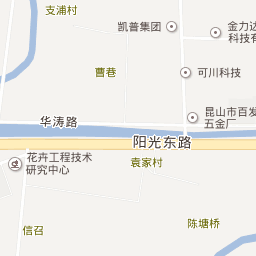 支浦村
凯普集团
金力达
科技有
曹巷
可川科技
昆山市百发
五金厂
华涛路
阳光东路
花卉工程技术
研究中心
袁家村
信召
陈塘桥